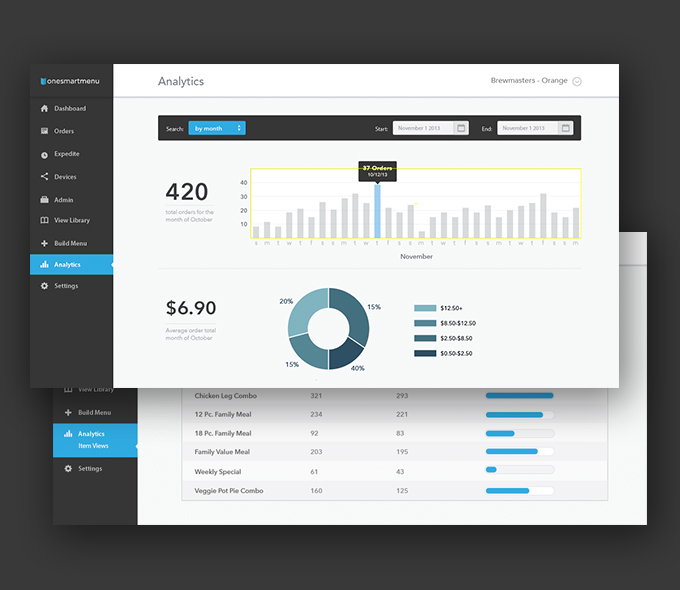 onesmartmenu
Analytics
Brewmasters - Orange
Dashboard
Orders
Expedite
Devices
Admin
View Library
Build Menu
Analytics
Settings
Search:
by month
Start:
November 1 2013
End:
November 1 2013
420
total orders for the
month of October
37 Orders
10/12/13
40
30
20
10
s m t w t f s s m t w t f s s m t w t f s s m t w t f s s m
November
$6.90
Average order total
month of October
20%
15%
15%
40%
$12.50+
$8.50-$12.50
$2.50-$8.50
$0.50-$2.50
View Library
Build Menu
Analytics
Item Views
Settings
Chicken Leg Combo 321 293
12 Pc. Family Meal 234 221
18 Pc. Family Meal 92 83
Family Value Meal 203 195
Weekly Special 61 43
Veggie Pot Pie Combo 160 125